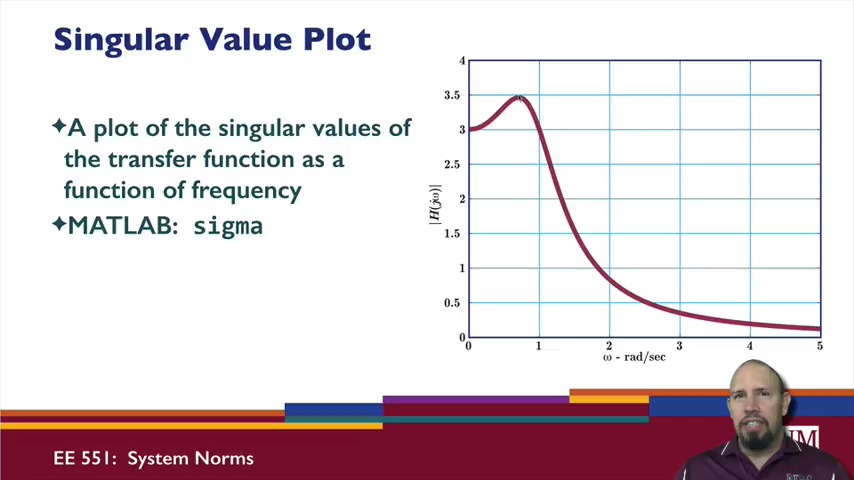 Singular Value Plot
✦A plot of the singular values of
the transfer function as a
function of frequency
✦MATLAB: sigma
4
3.5
3
2.5
2
1.5
1
0.5
0
|H(jω)|
0 1 2 3 4 5
ω - rad/sec
EE 551: System Norms